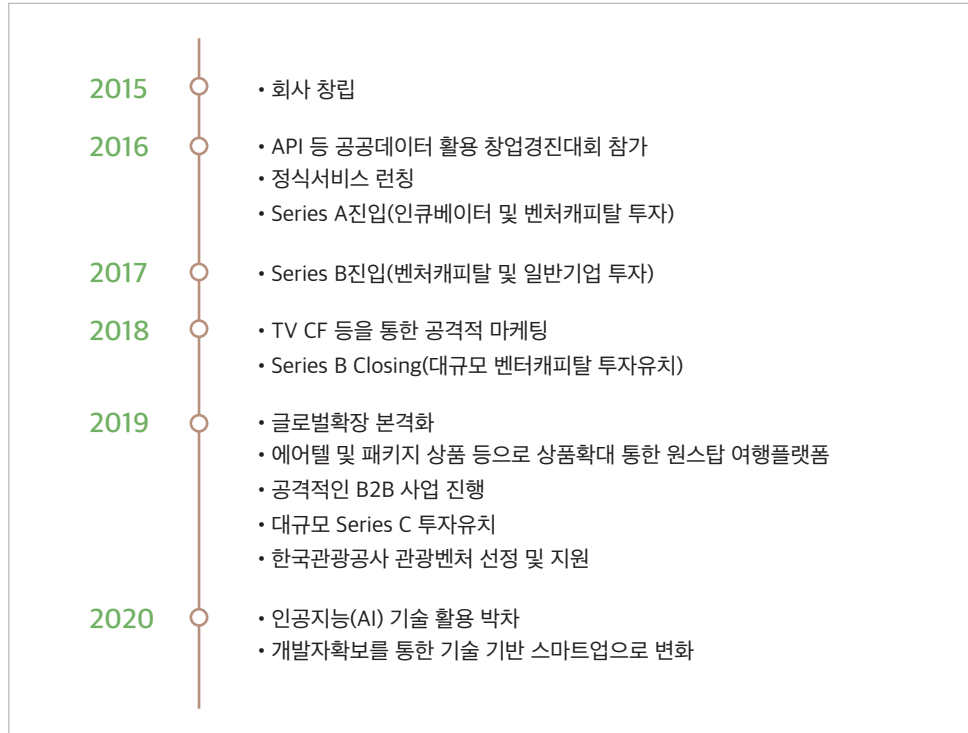 2015
• 회사 창립
2016
• API 등 공공데이터 활용 창업경진대회 참가
• 정식서비스 런칭
• Series A진입(인큐베이터 및 벤처캐피탈 투자)
2017
• Series B진입(벤처캐피탈 및 일반기업 투자)
2018
• TV CF 등을 통한 공격적 마케팅
• Series B Closing(대규모 벤터캐피탈 투자유치)
2019
• 글로벌확장 본격화
• 에어텔 및 패키지 상품 등으로 상품확대 통한 원스탑 여행플랫폼
• 공격적인 B2B 사업 진행
• 대규모 Series C 투자유치
• 한국관광공사 관광벤처 선정 및 지원
2020
• 인공지능(AI) 기술 활용 박차
• 개발자확보를 통한 기술 기반 스마트업으로 변화